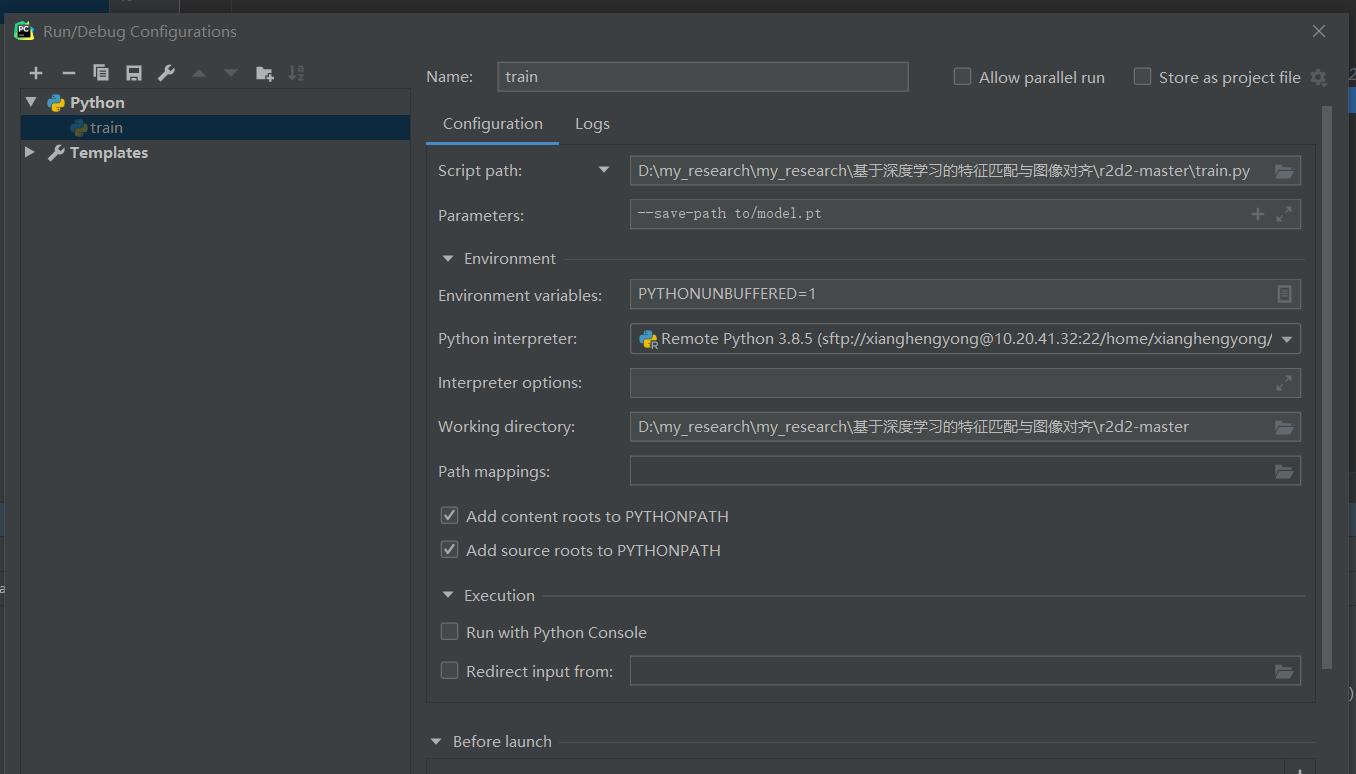 Run/Debug Configurations
Python
train
Templates
Name:
train
Allow parallel run
Store as project file
Configuration
Logs
Script path:
D:\my_research\my_research\基于深度学习的特征匹配与图像对齐\r2d2-master\train.py
Parameters:
--save-path to/model.pt
Environment
Environment variables:
PYTHONUNBUFFERED=1
Python interpreter:
Remote Python 3.8.5 (sftp://xianghengyong@10.20.41.32:22/home/xianghengyong/
Interpreter options:
Working directory:
D:\my_research\my_research\基于深度学习的特征匹配与图像对齐\r2d2-master
Path mappings:
Add content roots to PYTHONPATH
Add source roots to PYTHONPATH
Execution
Run with Python Console
Redirect input from:
Before launch